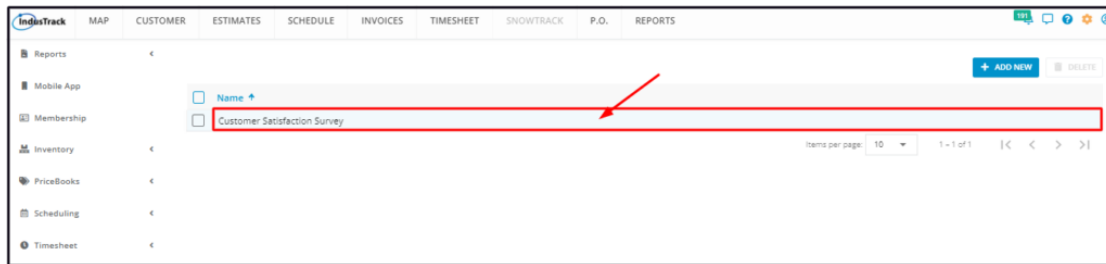 IndusTrack MAP CUSTOMER ESTIMATES SCHEDULE INVOICES TIMESHEET SNOWTRACK P.O. REPORTS 191
Reports
+ ADD NEW DELETE
Mobile App
Name
Membership
Customer Satisfaction Survey
Inventory
Items per page: 10 1 – 1 of 1
PriceBooks
Scheduling
Timesheet